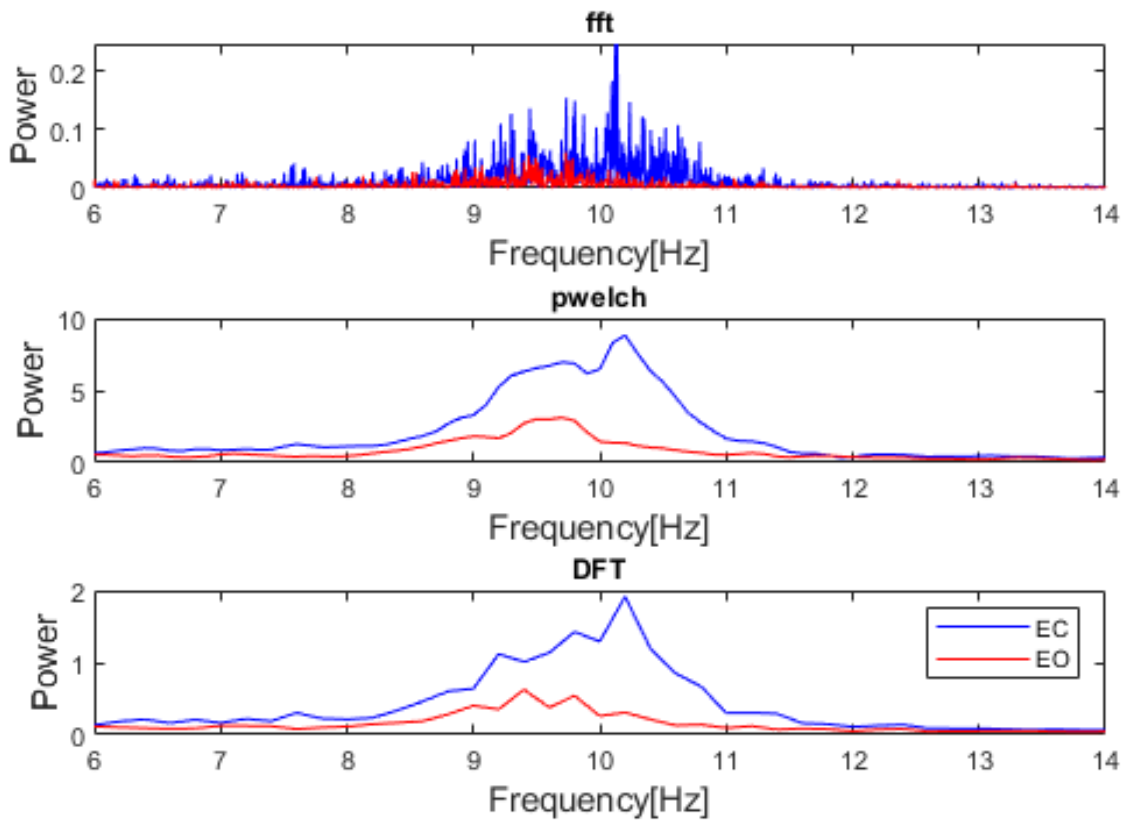 fft
Power
0.2
0.1
0
6 7 8 9 10 11 12 13 14
Frequency[Hz]
pwelch
Power
10
5
0
6 7 8 9 10 11 12 13 14
Frequency[Hz]
DFT
Power
2
1
0
EC
EO
6 7 8 9 10 11 12 13 14
Frequency[Hz]